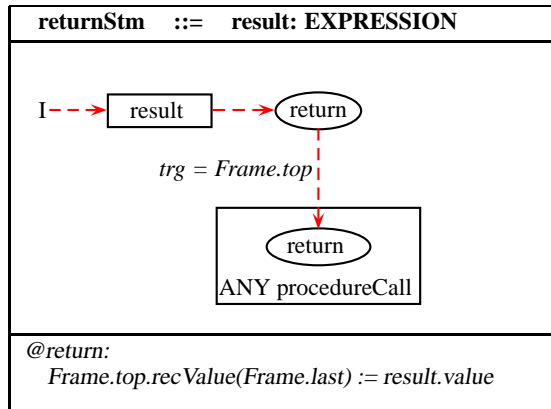 returnStm ::= result: EXPRESSION
I result return
trg = Frame.top
return
ANY procedureCall
@return:
Frame.top.recValue(Frame.last) := result.value